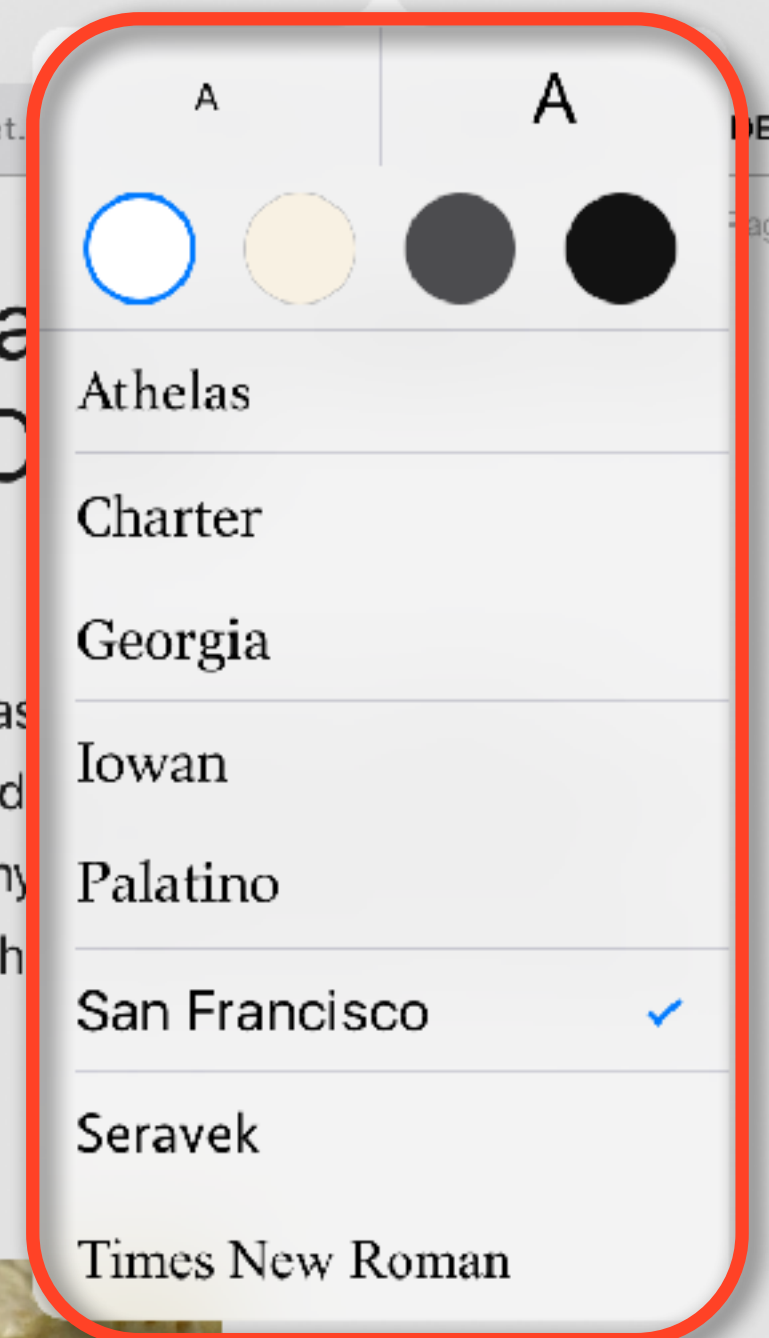 A A
Athelas
Charter
Georgia
Iowan
Palatino
San Francisco
Seravek
Times New Roman